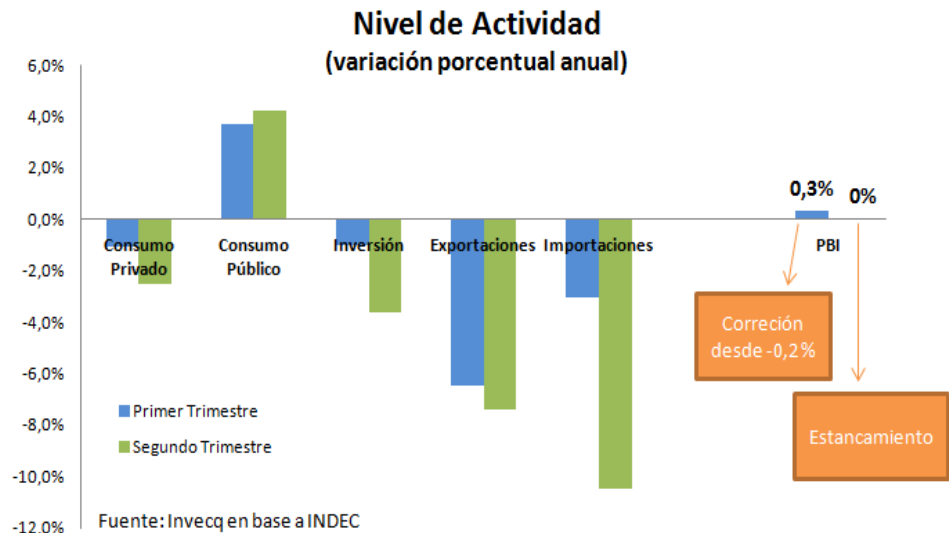 Nivel de Actividad
(variación porcentual anual)
6,0%
4,0%
2,0%
0,0%
-2,0%
-4,0%
-6,0%
-8,0%
-10,0%
-12,0%
Consumo
Privado
Consumo
Público
Inversión
Exportaciones
Importaciones
PBI
0,3%
0%
Correción
desde -0,2%
Estancamiento
Primer Trimestre
Segundo Trimestre
Fuente: Invecq en base a INDEC